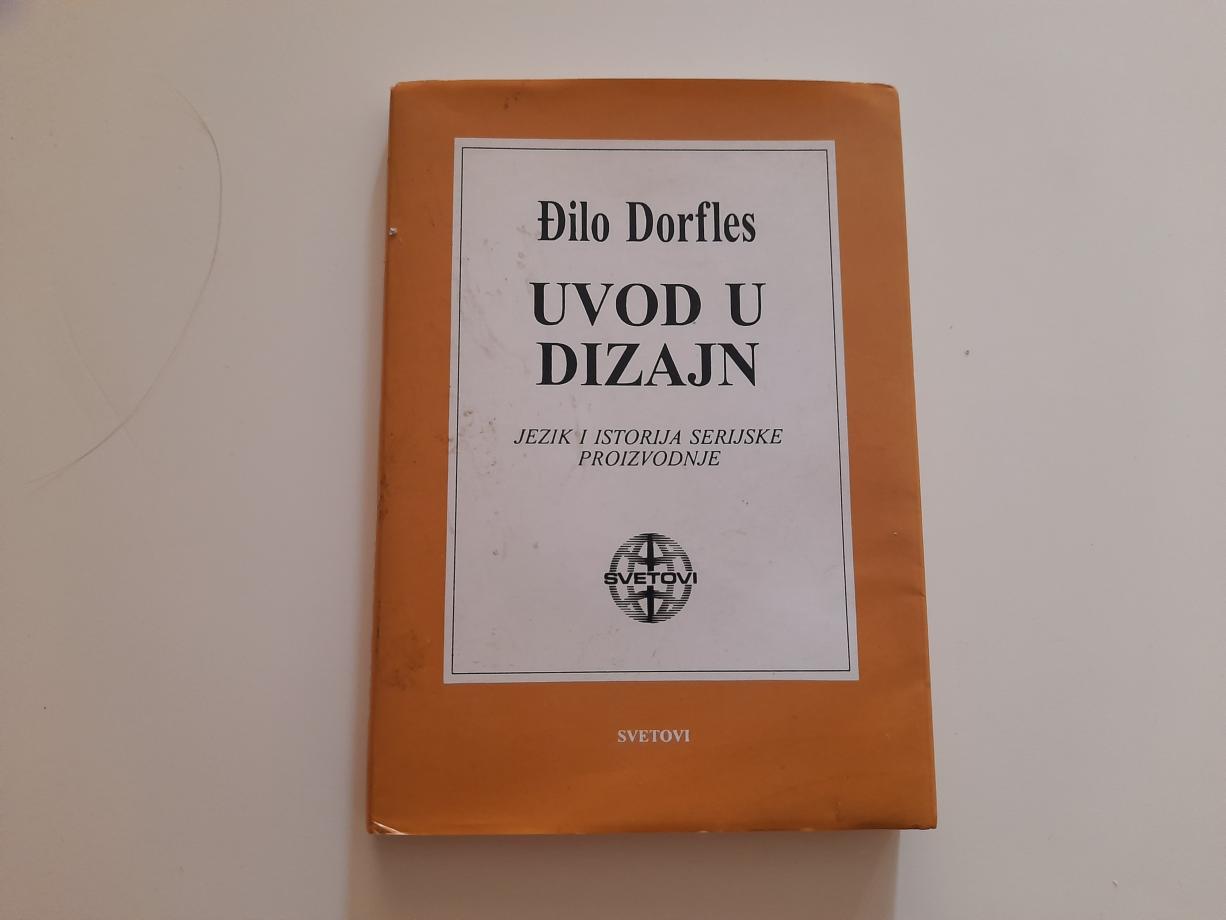 Đilo Dorfles
UVOD U
DIZAJN
JEZIK I ISTORIJA SERIJSKE
PROIZVODNJE
SVETOVI
SVETOVI